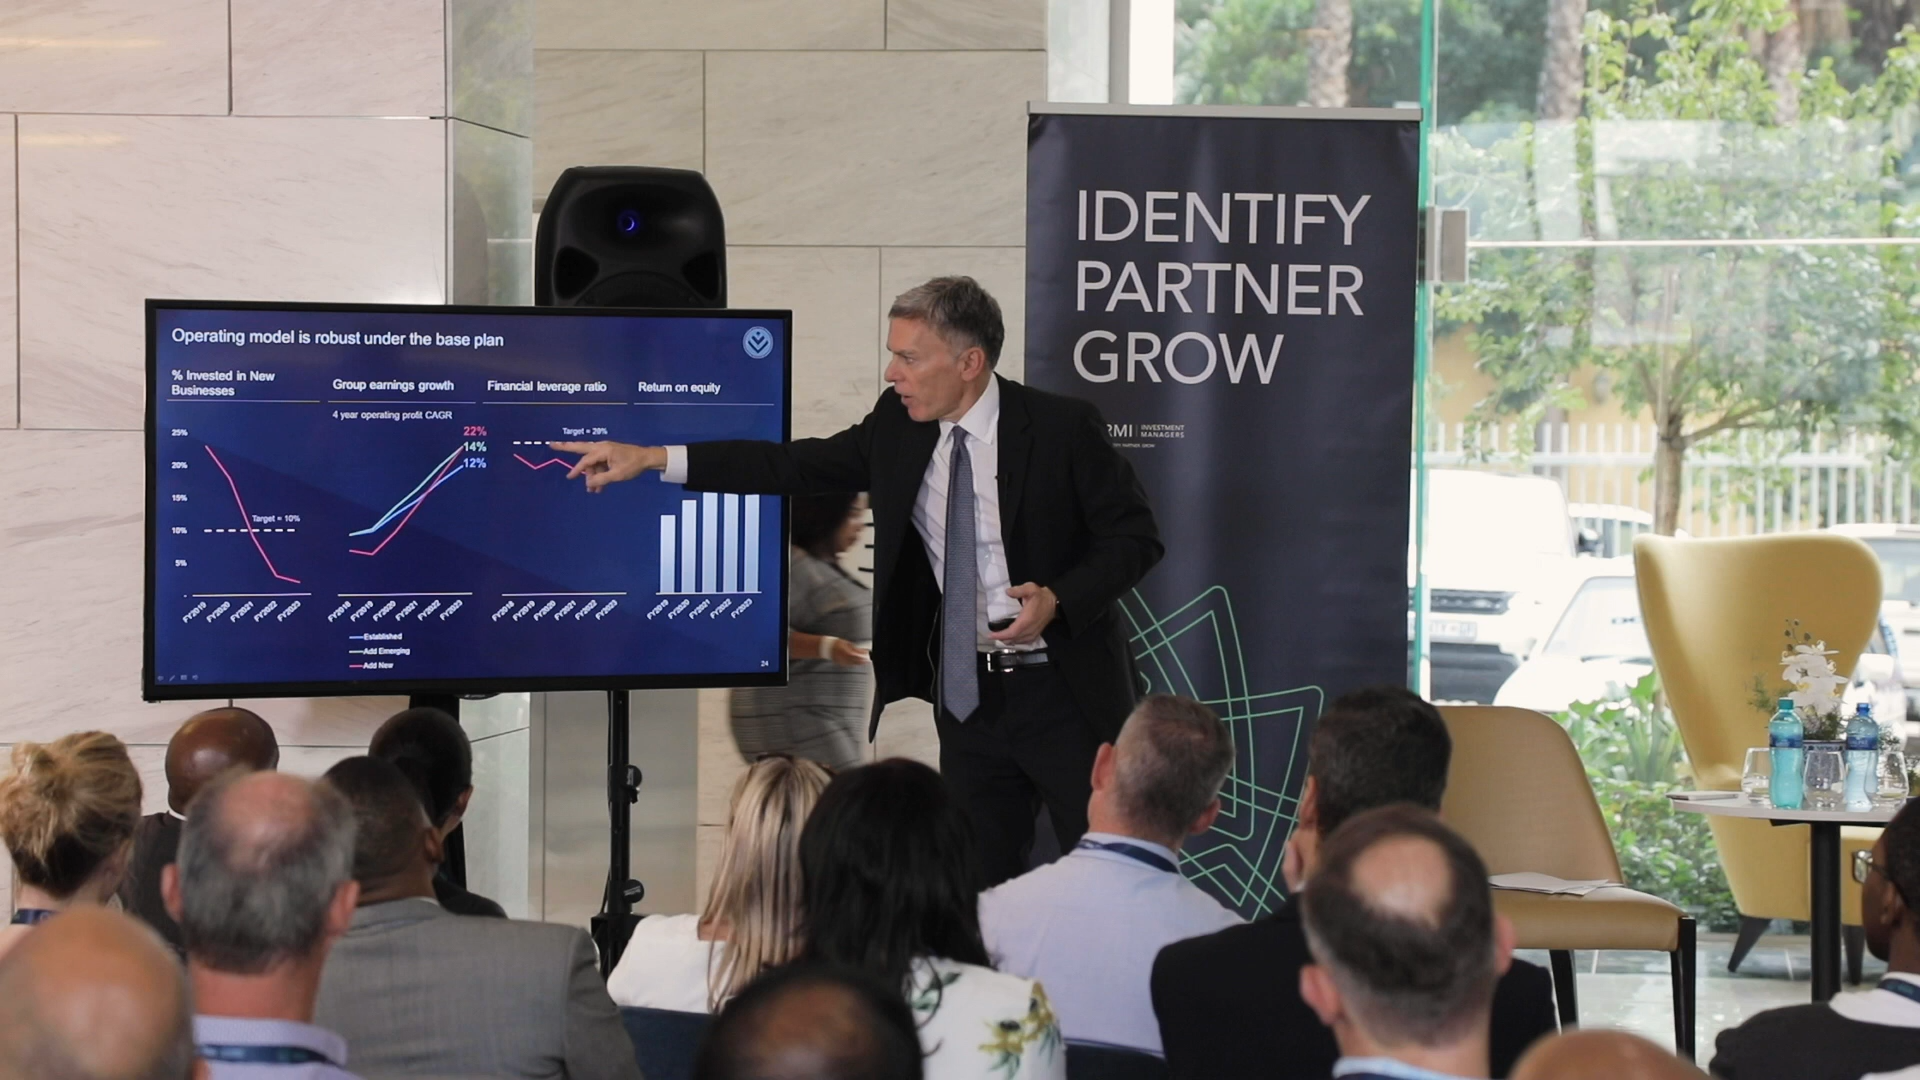 Operating model is robust under the base plan
% Invested in New
Businesses
Group earnings growth
Financial leverage ratio
Return on equity
4 year operating profit CAGR
25%
20%
15%
10%
5%
Target = 10%
FY2019
FY2020
FY2021
FY2022
FY2023
22%
14%
12%
FY2018
FY2019
FY2020
FY2021
FY2022
FY2023
Established
Add Emerging
Add New
Target = 28%
FY2018
FY2019
FY2020
FY2021
FY2022
FY2023
FY2019
FY2020
FY2021
FY2022
FY2023
24
IDENTIFY
PARTNER
GROW
RMI INVESTMENT
MANAGERS